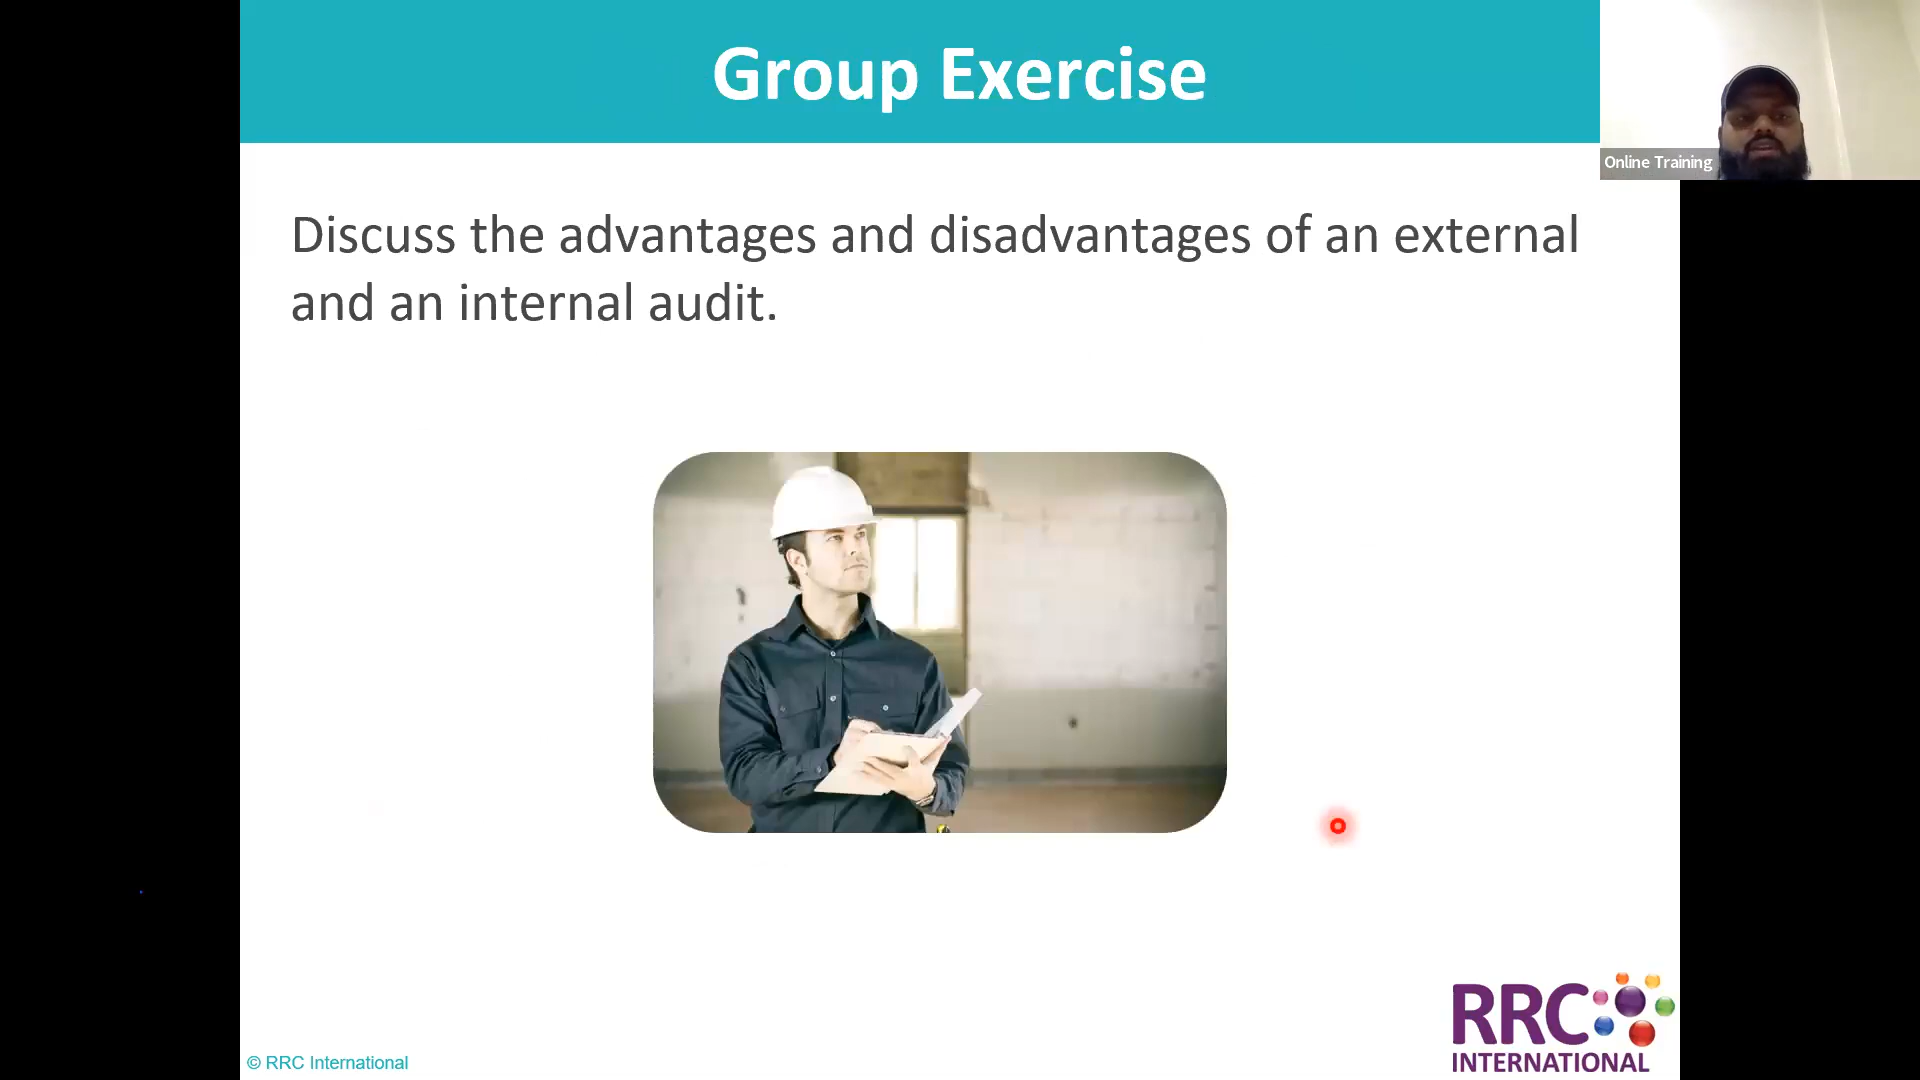 Group Exercise
Online Training
Discuss the advantages and disadvantages of an external
and an internal audit.
RRC
INTERNATIONAL
© RRC International